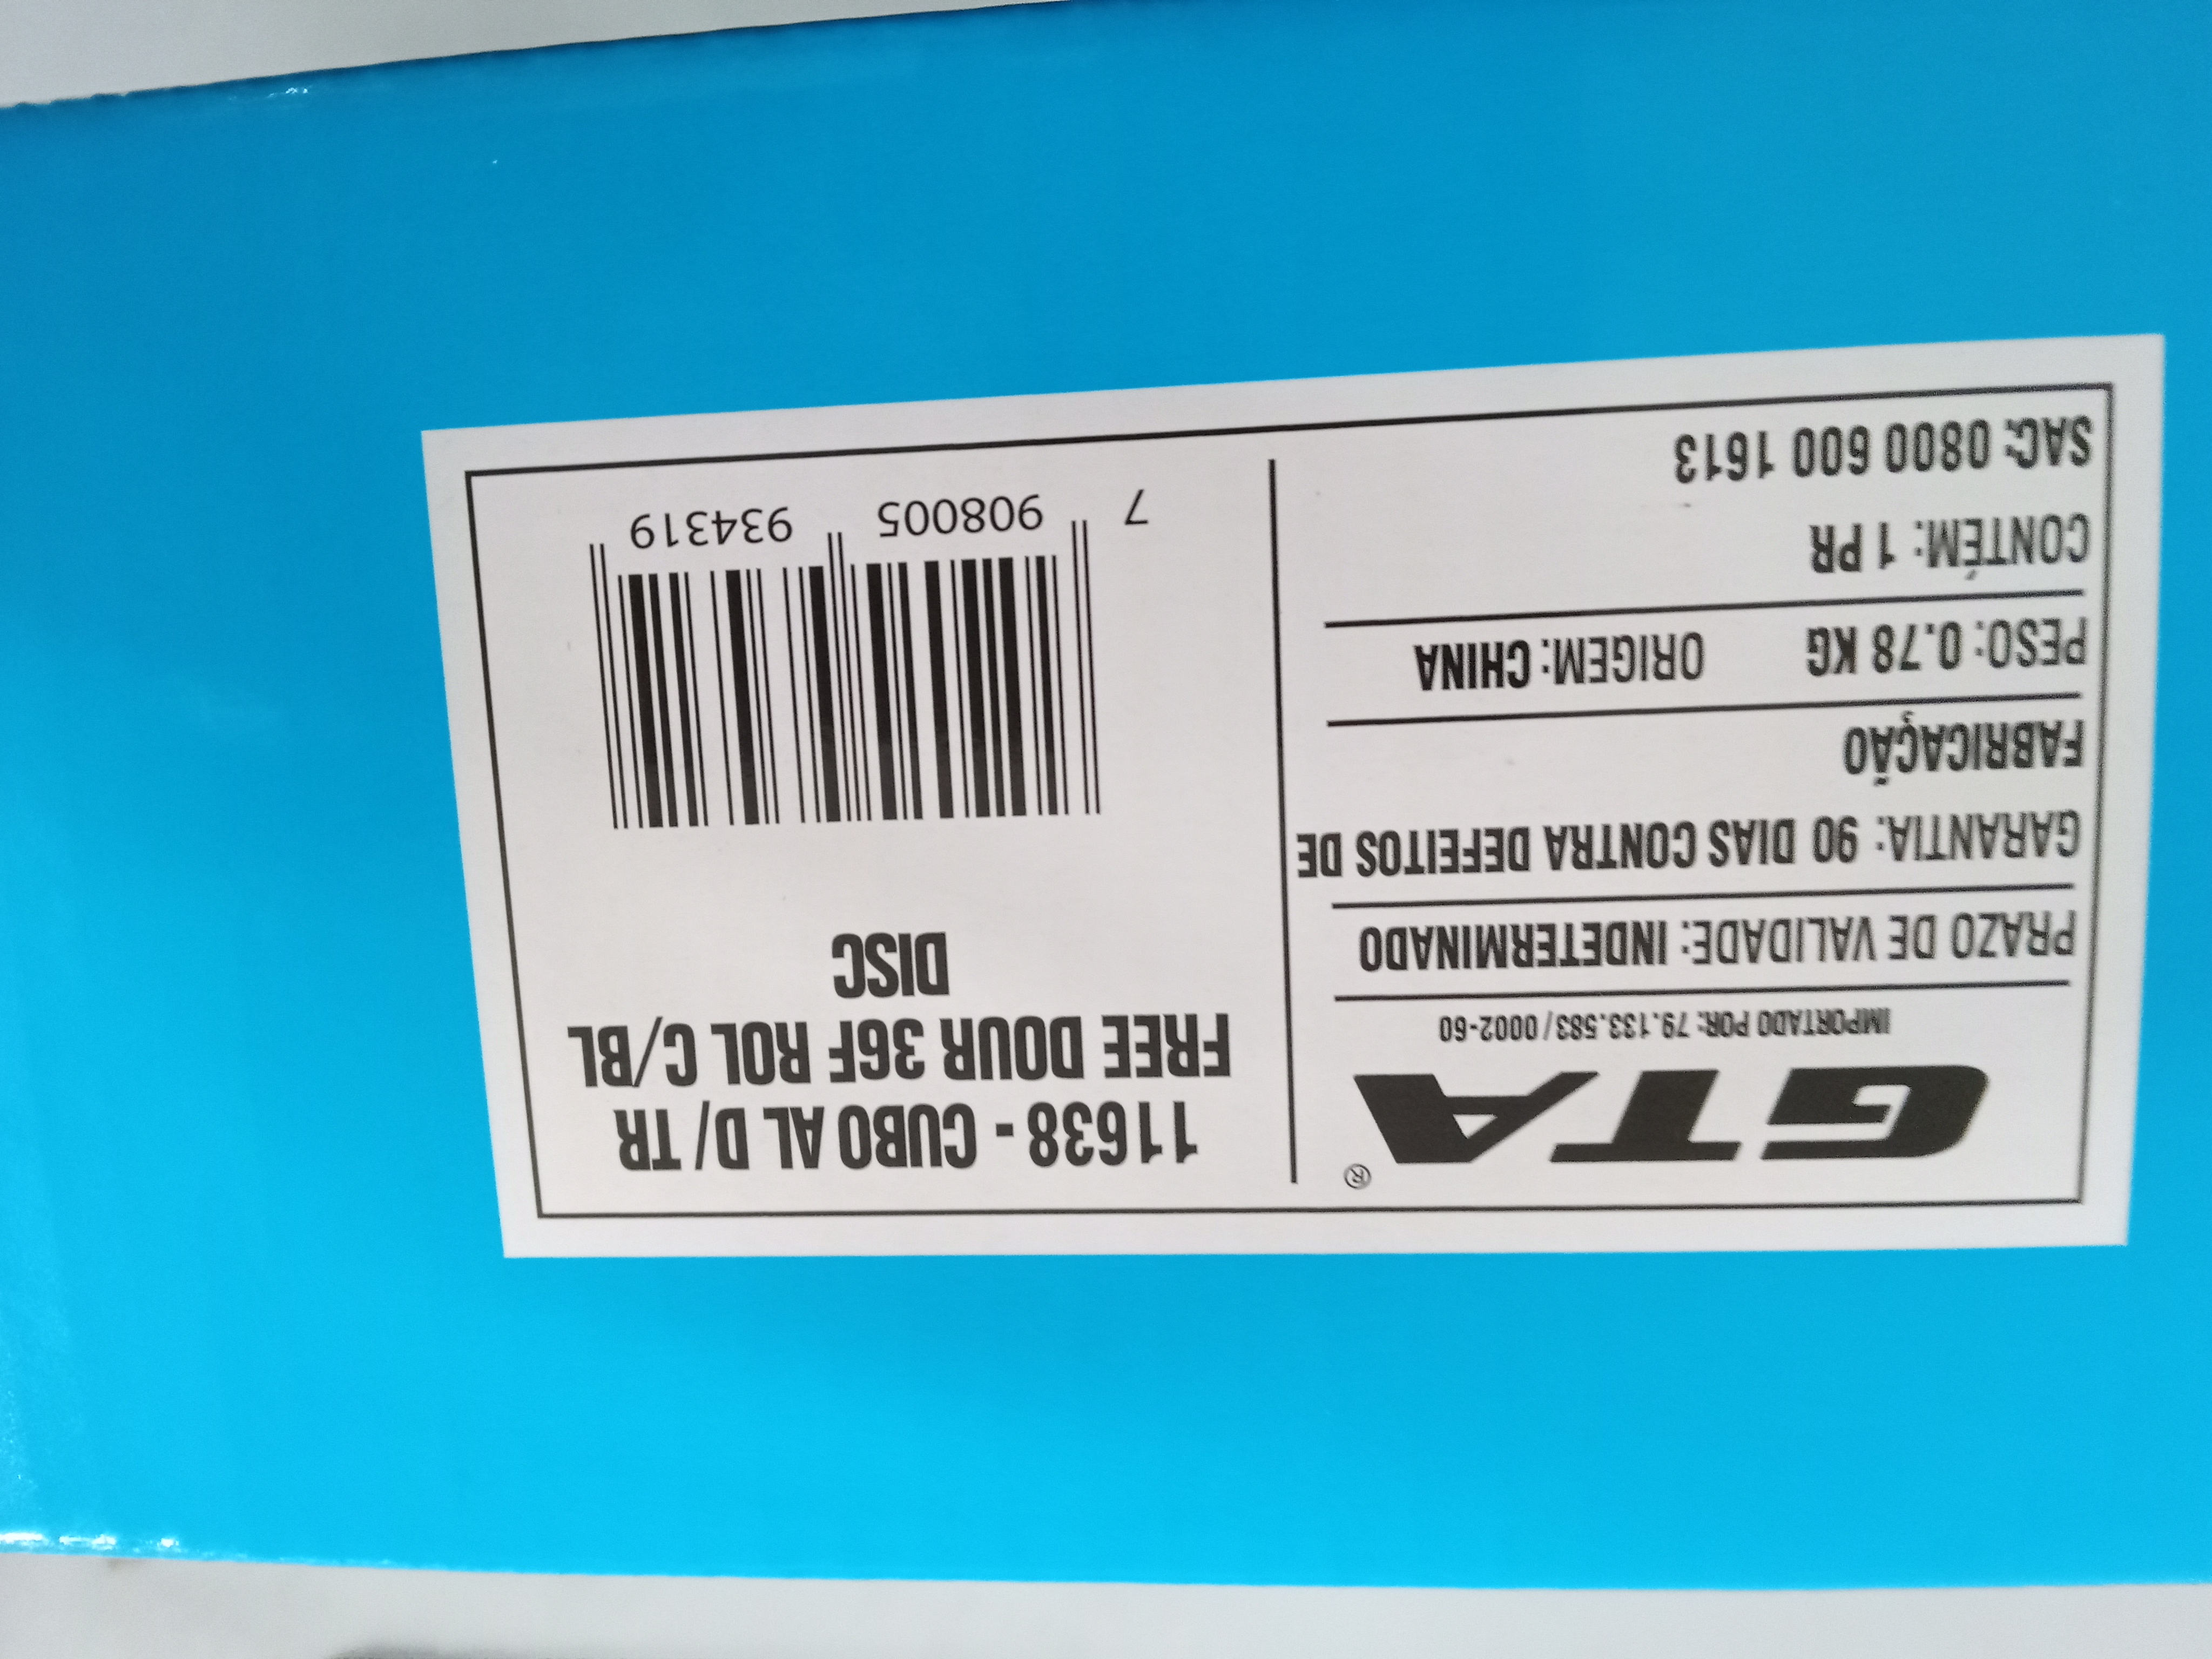 GTA®
IMPORTADO POR: 79.133.583/0002-60
PRAZO DE VALIDADE: INDETERMINADO
GARANTIA: 90 DIAS CONTRA DEFEITOS DE
FABRICAÇÃO
PESO: 0.78 KG ORIGEM: CHINA
CONTÉM: 1 PR
SAC: 0800 600 1613
11638 - CUBO AL D/TR
FREE DOUR 36F ROL C/BL
DISC
7 908005 934319